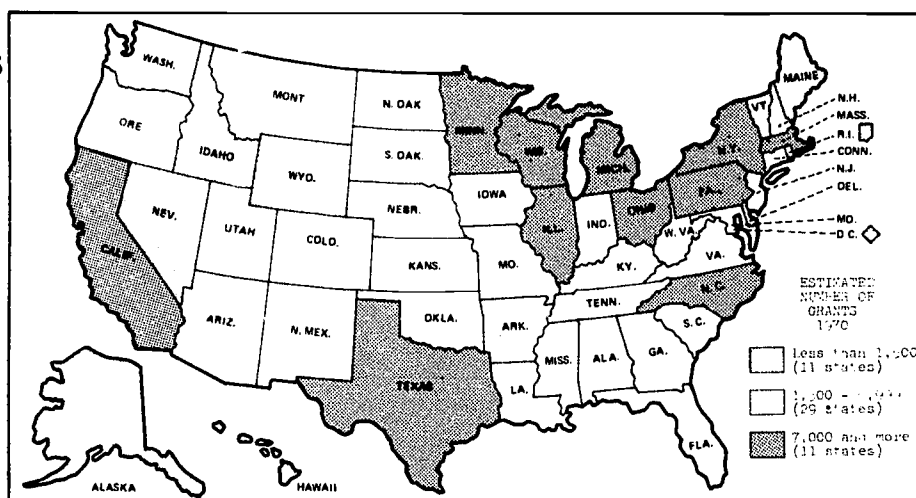 WASH.
MONT
N. OAK
MINN.
MAINE
VT
N.H.
MASS.
R.I.
CONN.
N.J.
DEL.
MO.
D C.
ORE
IDAHO
S. OAK.
WIS.
MICH.
N.Y.
WYO.
IOWA
PA.
NEBR.
NEV.
UTAH
COLO.
ILL.
IND.
OHIO
W. VA.
VA.
CALIF.
KANS.
MO.
KY.
N.C.
TENN.
ARIZ.
N. MEX.
OKLA.
ARK.
S.C.
TEXAS
LA.
MISS.
ALA.
GA.
FLA.
ALASKA
HAWAII
ESTIMATED
NUMBER OF
GRANTS
1970
Less than
(11 states)
(29 states)
7,000 and more
(11 states)